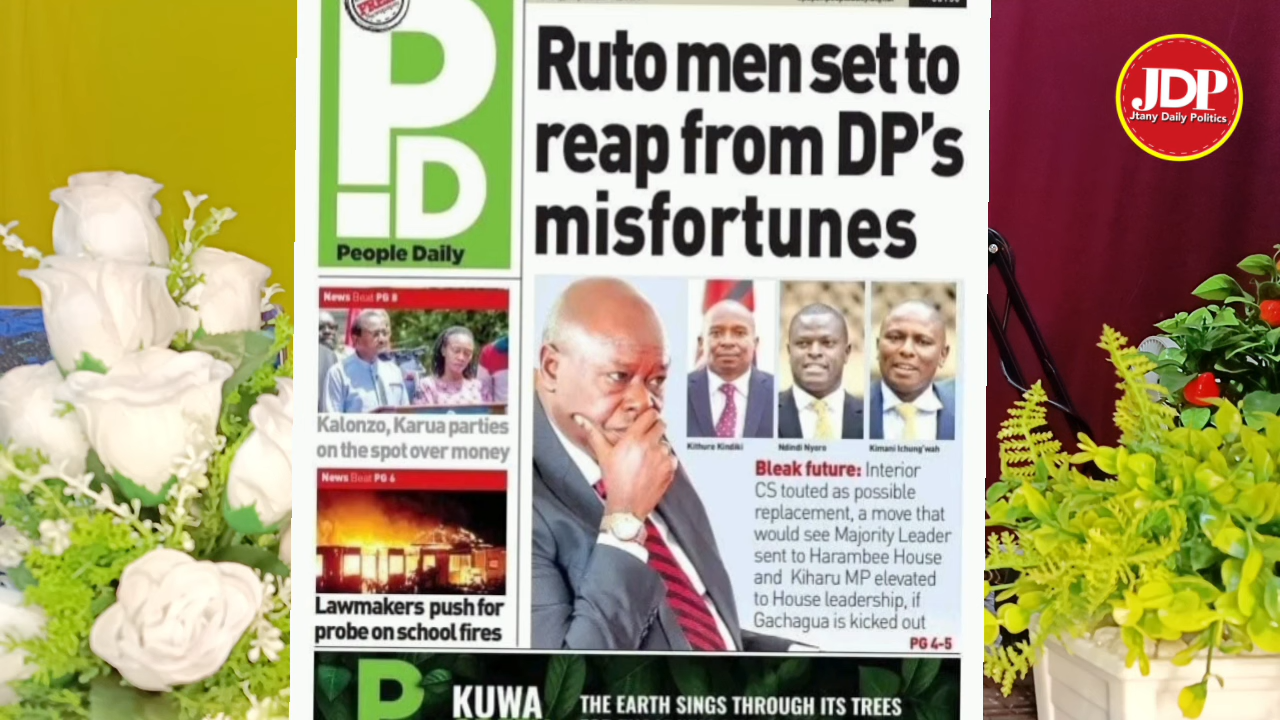 JDP
Jtany Daily Politics
PD
People Daily
Ruto men set to
reap from DP's
misfortunes
News Beat PG 8
Kalonzo, Karua parties
on the spot over money
News Beat PG 6
Lawmakers push for
probe on school fires
Kithure Kindiki
Ndindi Nyoro
Kimani Ichung'wah
Bleak future: Interior
CS touted as possible
replacement, a move that
would see Majority Leader
sent to Harambee House
and Kiharu MP elevated
to House leadership, if
Gachagua is kicked out
PG 4-5
KUWA
THE EARTH SINGS THROUGH ITS TREES